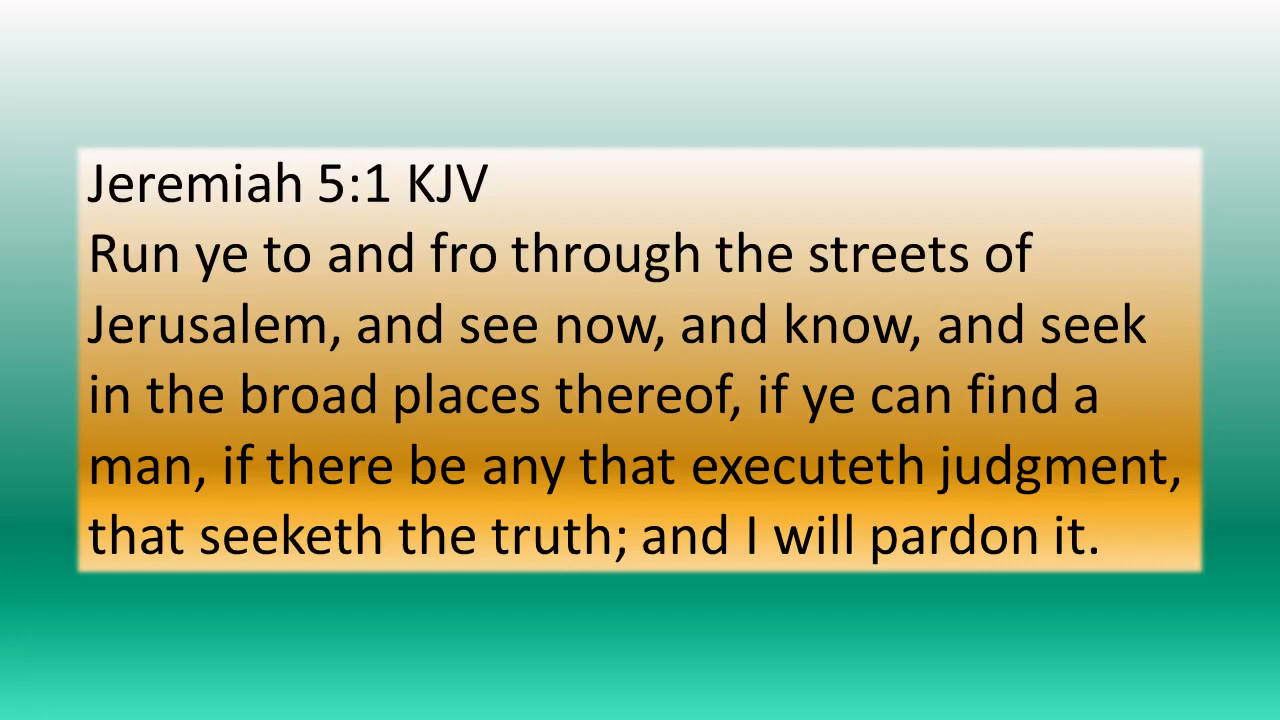 Jeremiah 5:1 KJV
Run ye to and fro through the streets of
Jerusalem, and see now, and know, and seek
in the broad places thereof, if ye can find a
man, if there be any that executeth judgment,
that seeketh the truth; and I will pardon it.